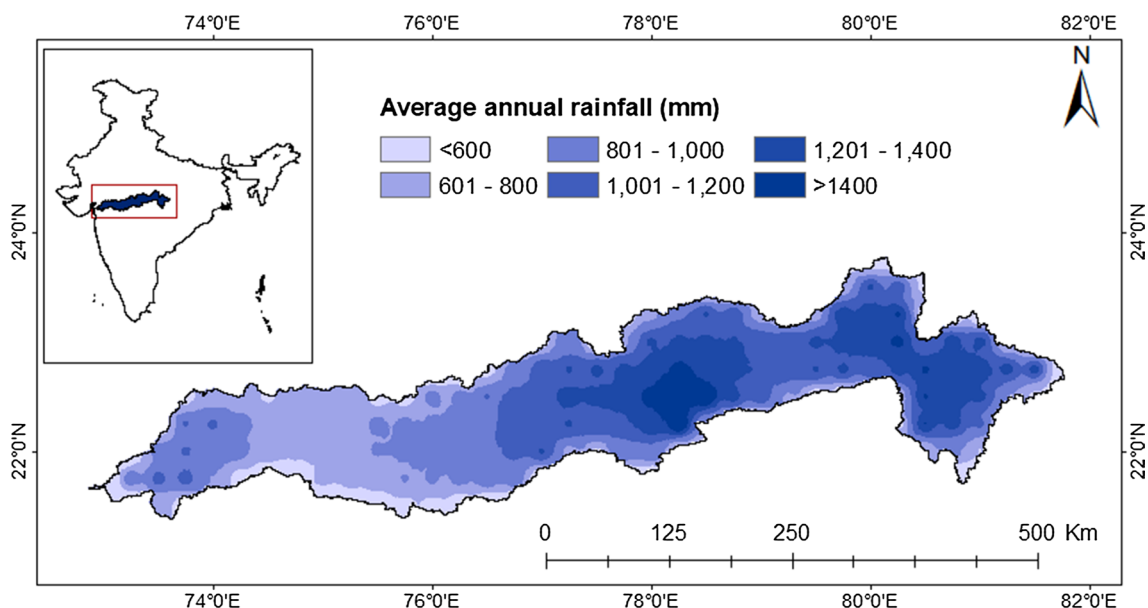 74°0'E 76°0'E 78°0'E 80°0'E 82°0'E
N
Average annual rainfall (mm)
<600 801 - 1,000 1,201 - 1,400
601 - 800 1,001 - 1,200 >1400
24°0'N 24°0'N
22°0'N 22°0'N
0 125 250 500 Km
74°0'E 76°0'E 78°0'E 80°0'E 82°0'E